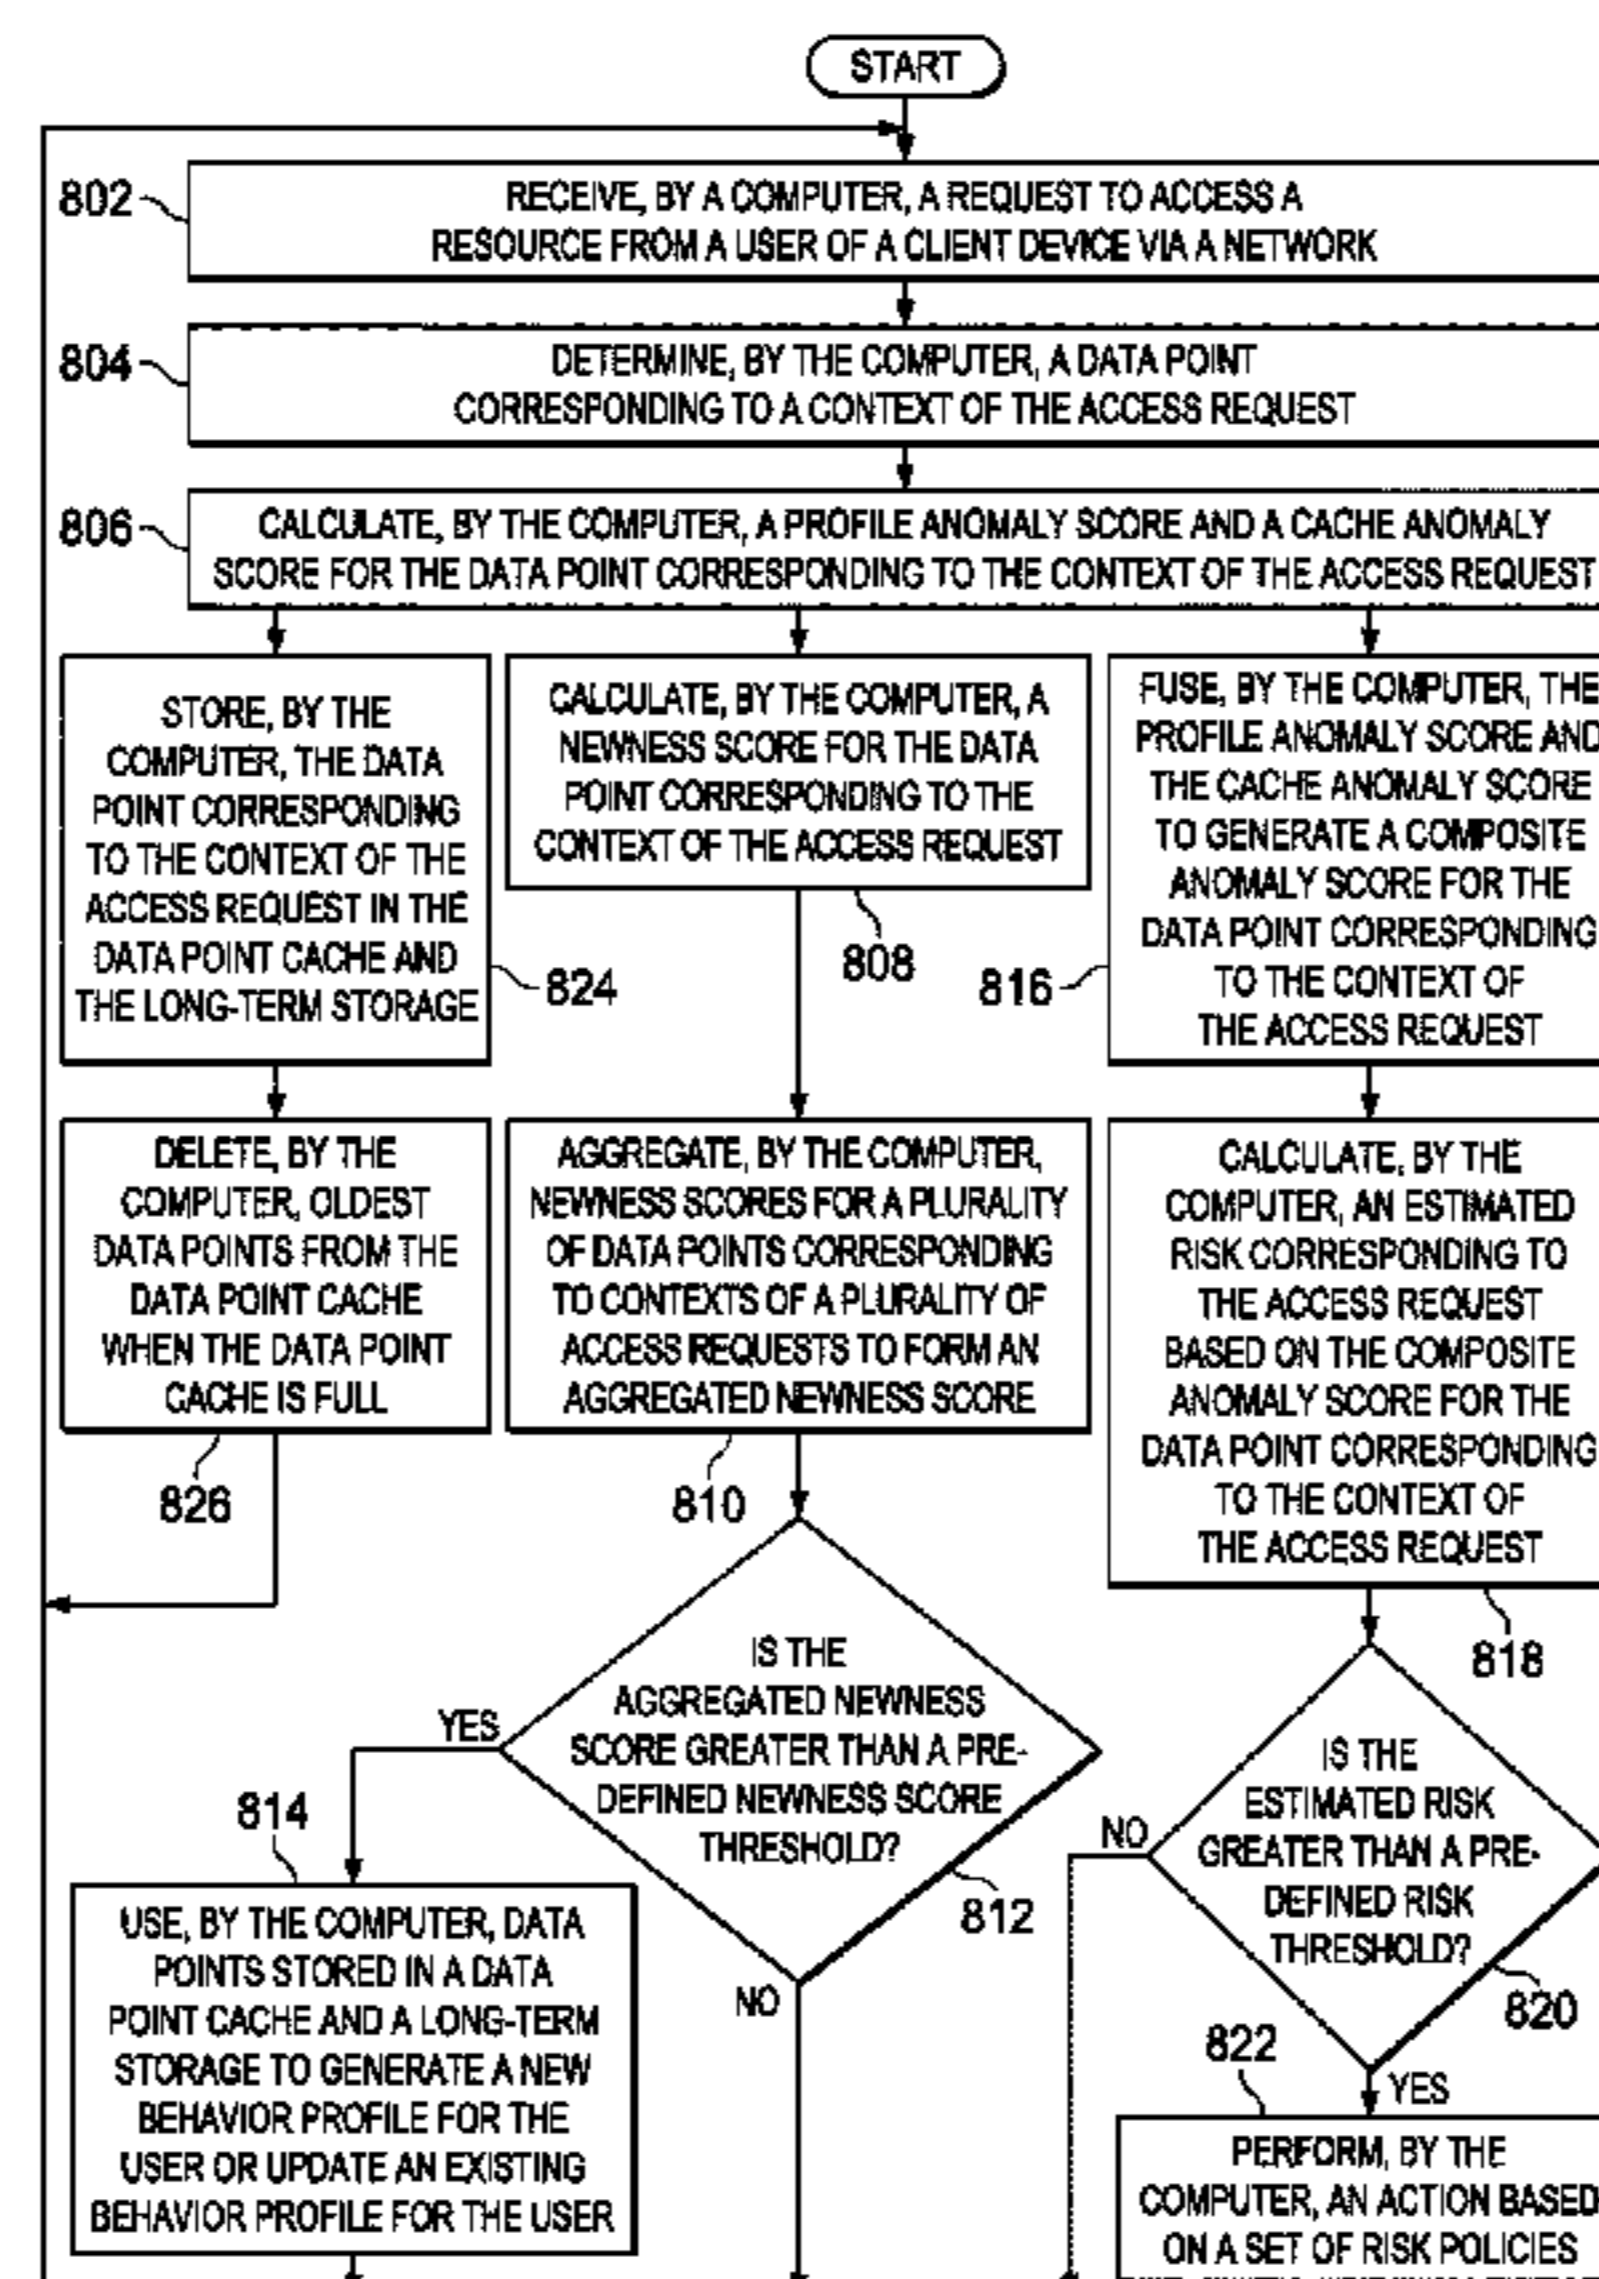 START
802
RECEIVE, BY A COMPUTER, A REQUEST TO ACCESS A
RESOURCE FROM A USER OF A CLIENT DEVICE VIA A NETWORK
804
DETERMINE, BY THE COMPUTER, A DATA POINT
CORRESPONDING TO A CONTEXT OF THE ACCESS REQUEST
806
CALCULATE, BY THE COMPUTER, A PROFILE ANOMALY SCORE AND A CACHE ANOMALY
SCORE FOR THE DATA POINT CORRESPONDING TO THE CONTEXT OF THE ACCESS REQUEST
STORE, BY THE
COMPUTER, THE DATA
POINT CORRESPONDING
TO THE CONTEXT OF THE
ACCESS REQUEST IN THE
DATA POINT CACHE AND
THE LONG-TERM STORAGE
824
CALCULATE, BY THE COMPUTER, A
NEWNESS SCORE FOR THE DATA
POINT CORRESPONDING TO THE
CONTEXT OF THE ACCESS REQUEST
808
FUSE, BY THE COMPUTER, THE
PROFILE ANOMALY SCORE AND
THE CACHE ANOMALY SCORE
TO GENERATE A COMPOSITE
ANOMALY SCORE FOR THE
DATA POINT CORRESPONDING
TO THE CONTEXT OF
THE ACCESS REQUEST
816
DELETE, BY THE
COMPUTER, OLDEST
DATA POINTS FROM THE
DATA POINT CACHE
WHEN THE DATA POINT
CACHE IS FULL
826
AGGREGATE, BY THE COMPUTER,
NEWNESS SCORES FOR A PLURALITY
OF DATA POINTS CORRESPONDING
TO CONTEXTS OF A PLURALITY OF
ACCESS REQUESTS TO FORM AN
AGGREGATED NEWNESS SCORE
810
CALCULATE, BY THE
COMPUTER, AN ESTIMATED
RISK CORRESPONDING TO
THE ACCESS REQUEST
BASED ON THE COMPOSITE
ANOMALY SCORE FOR THE
DATA POINT CORRESPONDING
TO THE CONTEXT OF
THE ACCESS REQUEST
818
IS THE
AGGREGATED NEWNESS
SCORE GREATER THAN A PRE-
DEFINED NEWNESS SCORE
THRESHOLD?
812
YES
NO
IS THE
ESTIMATED RISK
GREATER THAN A PRE-
DEFINED RISK
THRESHOLD?
820
NO
YES
814
USE, BY THE COMPUTER, DATA
POINTS STORED IN A DATA
POINT CACHE AND A LONG-TERM
STORAGE TO GENERATE A NEW
BEHAVIOR PROFILE FOR THE
USER OR UPDATE AN EXISTING
BEHAVIOR PROFILE FOR THE USER
822
PERFORM, BY THE
COMPUTER, AN ACTION BASED
ON A SET OF RISK POLICIES